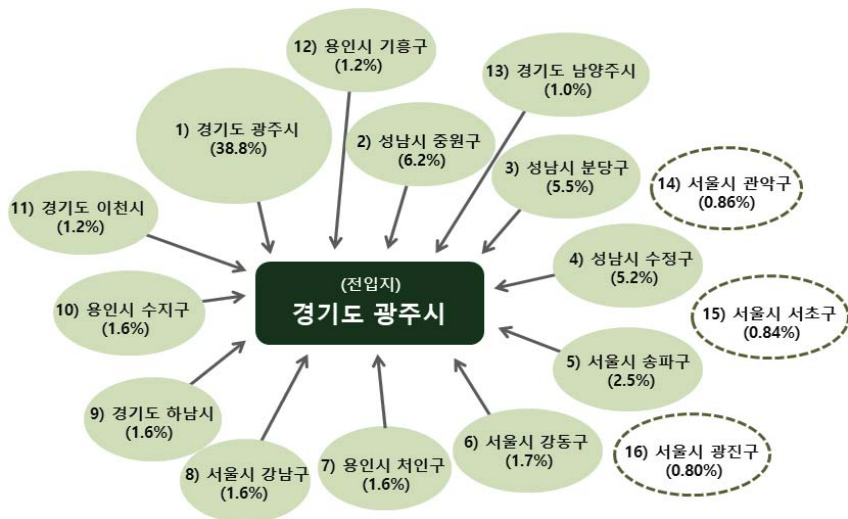 12) 용인시 기흥구
(1.2%)
13) 경기도 남양주시
(1.0%)
1) 경기도 광주시
(38.8%)
2) 성남시 중원구
(6.2%)
3) 성남시 분당구
(5.5%)
14) 서울시 관악구
(0.86%)
11) 경기도 이천시
(1.2%)
4) 성남시 수정구
(5.2%)
(전입지)
경기도 광주시
10) 용인시 수지구
(1.6%)
15) 서울시 서초구
(0.84%)
5) 서울시 송파구
(2.5%)
9) 경기도 하남시
(1.6%)
6) 서울시 강동구
(1.7%)
16) 서울시 광진구
(0.80%)
8) 서울시 강남구
(1.6%)
7) 용인시 처인구
(1.6%)